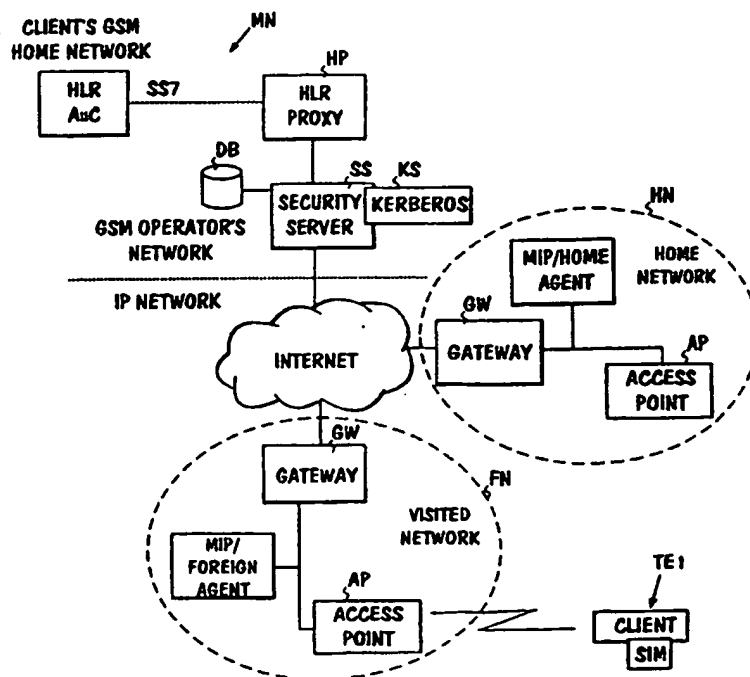 CLIENT'S GSM
HOME NETWORK
MN
HLR
AuC
SS7
HP
HLR
PROXY
DB
SS
KS
SECURITY
SERVER
KERBEROS
GSM OPERATOR'S
NETWORK
IP NETWORK
HN
MIP/HOME
AGENT
HOME
NETWORK
GW
GATEWAY
AP
ACCESS
POINT
INTERNET
GW
GATEWAY
FN
VISITED
NETWORK
MIP/
FOREIGN
AGENT
AP
ACCESS
POINT
TE1
CLIENT
SIM